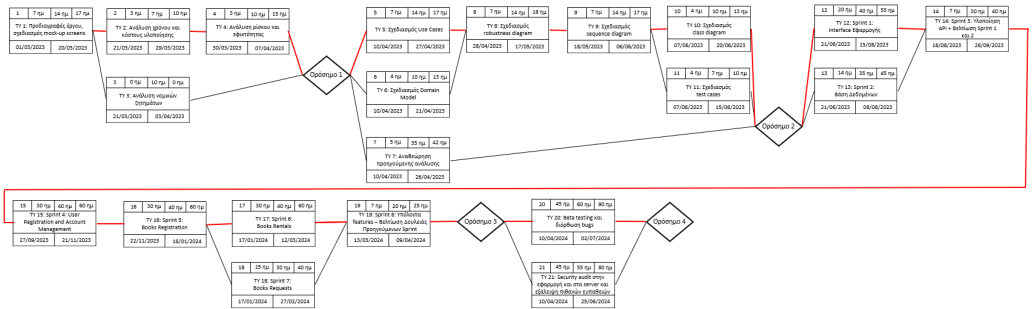 1 7 ημ 14 ημ 17 ημ
ΤΥ 1: Προδιαγραφές έργου,
σχεδιασμός mock-up screens
01/03/2023 20/03/2023
2 3 ημ 7 ημ 10 ημ
ΤΥ 2: Ανάλυση χρόνου και
κόστους υλοποίησης
21/03/2023 29/03/2023
3 0 ημ 10 ημ 0 ημ
ΤΥ 3: Ανάλυση νομικών
ζητημάτων
21/03/2023 03/04/2023
4 3 ημ 10 ημ 15 ημ
ΤΥ 4: Ανάλυση ρίσκου και
εφικτότητας
30/03/2023 07/04/2023
Ορόσημο 1
5 7 ημ 14 ημ 17 ημ
ΤΥ 5: Σχεδιασμός Use Cases
10/04/2023 27/04/2023
6 4 ημ 10 ημ 13 ημ
ΤΥ 6: Σχεδιασμός Domain
Model
10/04/2023 21/04/2023
7 5 ημ 35 ημ 42 ημ
ΤΥ 7: Αναθεώρηση
προηγούμενης ανάλυσης
10/04/2023 26/04/2023
8 7 ημ 14 ημ 18 ημ
ΤΥ 8: Σχεδιασμός
robustness diagram
28/04/2023 17/05/2023
9 7 ημ 14 ημ 17 ημ
ΤΥ 9: Σχεδιασμός
sequence diagram
18/05/2023 06/06/2023
10 4 ημ 10 ημ 13 ημ
ΤΥ 10: Σχεδιασμός
class diagram
07/06/2023 20/06/2023
11 4 ημ 7 ημ 10 ημ
ΤΥ 11: Σχεδιασμός
test cases
07/06/2023 15/06/2023
Ορόσημο 2
12 20 ημ 40 ημ 55 ημ
ΤΥ 12: Sprint 1:
Interface Εφαρμογής
21/06/2023 15/08/2023
13 14 ημ 35 ημ 45 ημ
ΤΥ 13: Sprint 2:
Βάση Δεδομένων
21/06/2023 08/08/2023
14 7 ημ 30 ημ 40 ημ
ΤΥ 14: Sprint 3: Υλοποίηση
API + Βελτίωση Sprint 1
και 2
16/08/2023 26/09/2023
15 30 ημ 40 ημ 60 ημ
ΤΥ 15: Sprint 4: User
Registration and Account
Management
27/09/2023 21/11/2023
16 30 ημ 40 ημ 60 ημ
ΤΥ 16: Sprint 5:
Books Registration
22/11/2023 16/01/2024
17 30 ημ 40 ημ 60 ημ
ΤΥ 17: Sprint 6:
Books Rentals
17/01/2024 12/03/2024
18 15 ημ 30 ημ 40 ημ
ΤΥ 18: Sprint 7:
Books Requests
17/01/2024 27/02/2024
19 7 ημ 20 ημ 25 ημ
ΤΥ 19: Sprint 8: Υπόλοιπα
features – Βελτίωση Δουλειάς
Προηγούμενων Sprint
13/03/2024 09/04/2024
Ορόσημο 3
20 45 ημ 60 ημ 80 ημ
ΤΥ 20: Beta testing και
διόρθωση bugs
10/04/2024 02/07/2024
21 45 ημ 55 ημ 80 ημ
ΤΥ 21: Security audit στην
εφαρμογή και στα server και
εξάλειψη πιθανών ευπαθειών
10/04/2024 25/06/2024
Ορόσημο 4